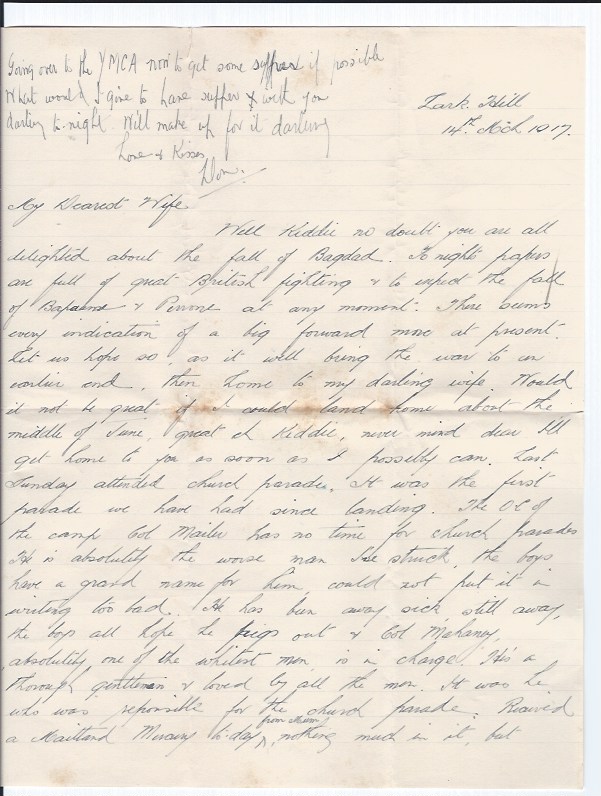 Going over to the YMCA now to get some supper if possible
What would I give to have supper with you
darling to-night. Will make up for it darling
Love & Kisses
Don.
Lark Hill
14th Mch 1917.
My Dearest Wife
Well Kiddie no doubt you are all
delighted about the fall of Bagdad. To nights papers
are full of great British fighting & to expect the fall
of Bapaume & Peronne at any moment. There seems
every indication of a big forward move at present.
Let us hope so, as it will bring the war to an
earlier end, then home to my darling wife. Would
it not be great if I could land home about the
middle of June, great eh Kiddie, never mind dear I'll
get home to you as soon as I possibly can. Last
Sunday attended church parade. It was the first
parade we have had since landing. The OC of
the camp Col Mailer has no time for church parades
He is absolutely the worse man I've struck, the boys
have a grand name for him, could not put it in
writing too bad. He has been away sick still away,
the boys all hope he pigs out & Col Mahaney,
absolutely one of the whitest men, is in charge. He's a
thorough gentleman & loved by all the men. It was he
who was reponsible for the church parade. Received
a Maitland Mercury to-day from Mum, nothing much in it, but